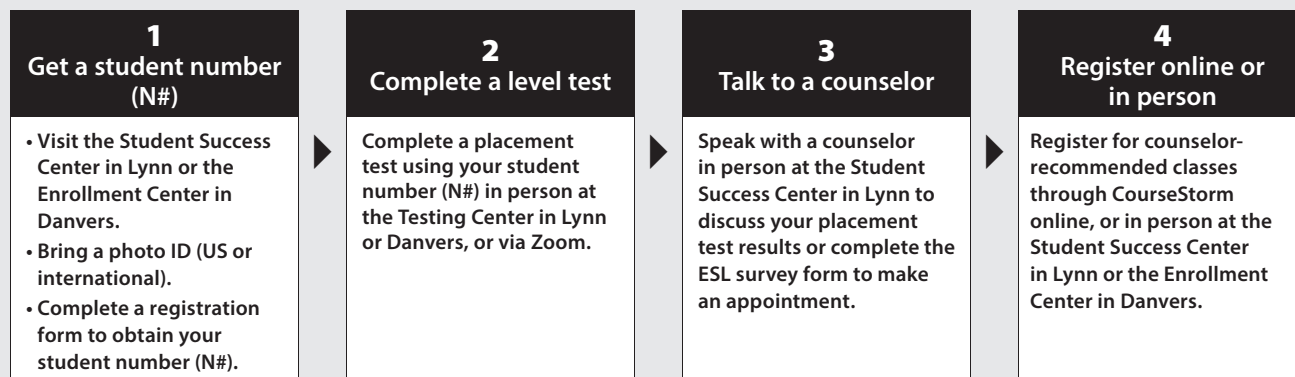 1
Get a student number
(N#)
• Visit the Student Success
Center in Lynn or the
Enrollment Center in
Danvers.
• Bring a photo ID (US or
international).
• Complete a registration
form to obtain your
student number (N#).
2
Complete a level test
Complete a placement
test using your student
number (N#) in person at
the Testing Center in Lynn
or Danvers, or via Zoom.
3
Talk to a counselor
Speak with a counselor
in person at the Student
Success Center in Lynn to
discuss your placement
test results or complete the
ESL survey form to make
an appointment.
4
Register online or
in person
Register for counselor-
recommended classes
through CourseStorm
online, or in person at the
Student Success Center
in Lynn or the Enrollment
Center in Danvers.